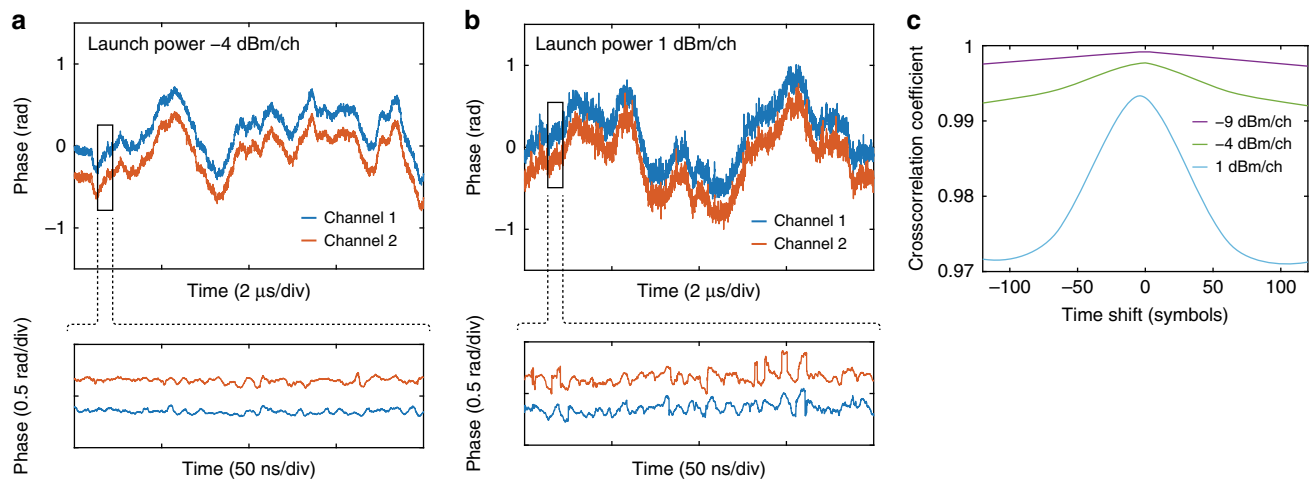 a
Launch power −4 dBm/ch
Phase (rad)
1
0
−1
Channel 1
Channel 2
Time (2 μs/div)
Phase (0.5 rad/div)
Time (50 ns/div)
b
Launch power 1 dBm/ch
Phase (rad)
1
0
−1
Channel 1
Channel 2
Time (2 μs/div)
Phase (0.5 rad/div)
Time (50 ns/div)
c
Crosscorrelation coefficient
1
0.99
0.98
0.97
−9 dBm/ch
−4 dBm/ch
1 dBm/ch
−100
−50
0
50
100
Time shift (symbols)